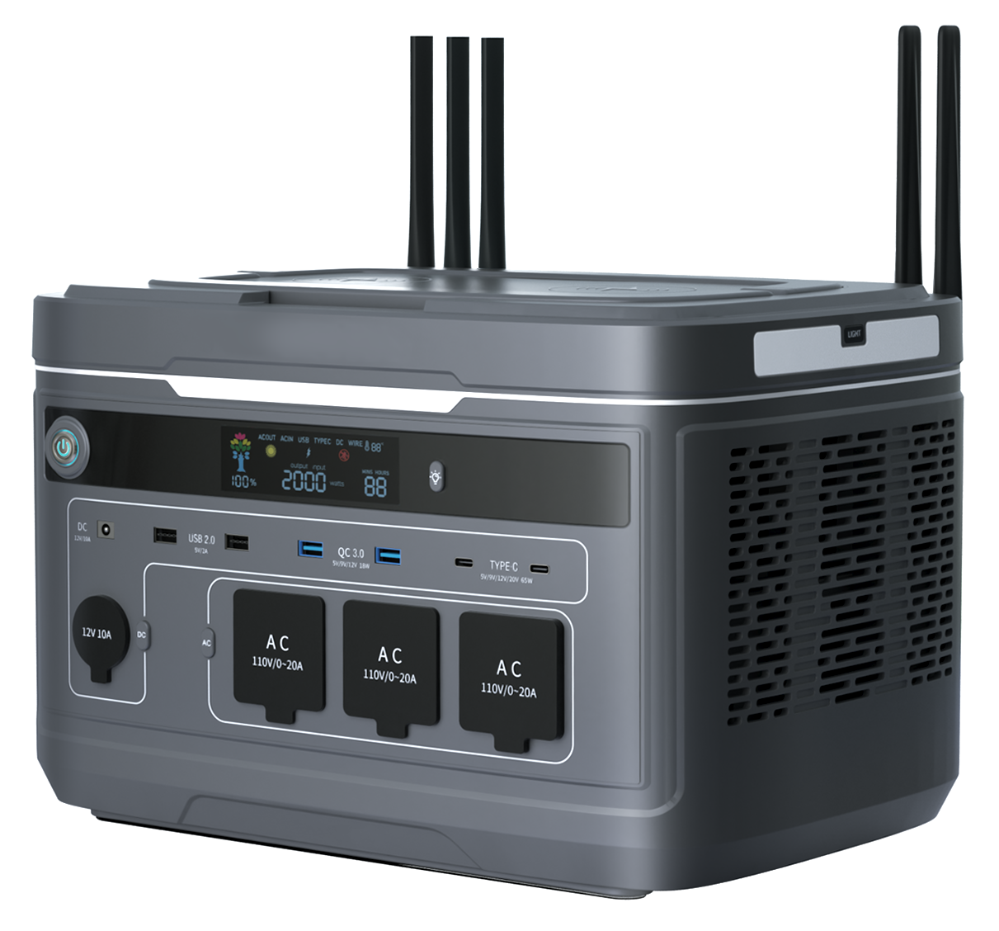 LIGHT
ACOUT ACIN USB TYPEC DC WIRE 88
output input
100%
2000 watts
MINS HOURS
88
DC
12V/10A
USB 2.0
5V/2A
QC 3.0
5V/9V/12V 18W
TYPE-C
5V/9V/12V/20V 65W
12V 10A
DC
AC
AC
110V/0~20A
AC
110V/0~20A
AC
110V/0~20A